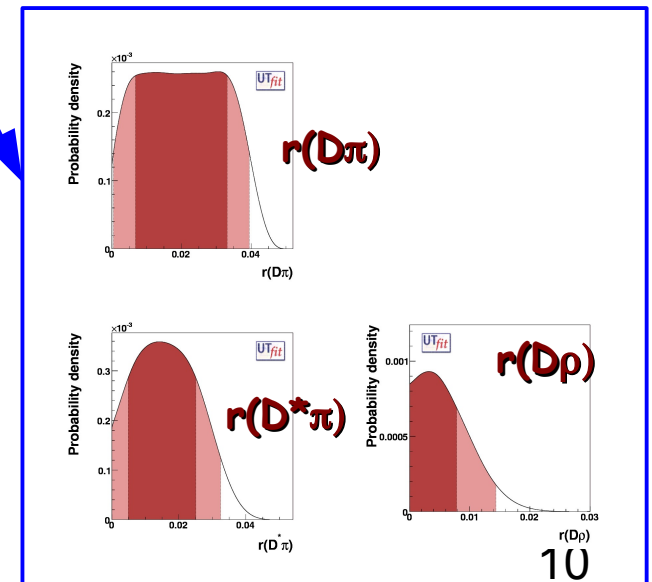 ×10⁻³
Probability density
0.2
0.1
0
UTfit
r(Dπ)
0 0.02 0.04
r(Dπ)
×10⁻³
Probability density
0.3
0.2
0.1
0
UTfit
r(D*π)
0 0.02 0.04
r(D*π)
Probability density
0.001
0.0005
0
UTfit
r(Dρ)
0 0.01 0.02 0.03
r(Dρ)
10